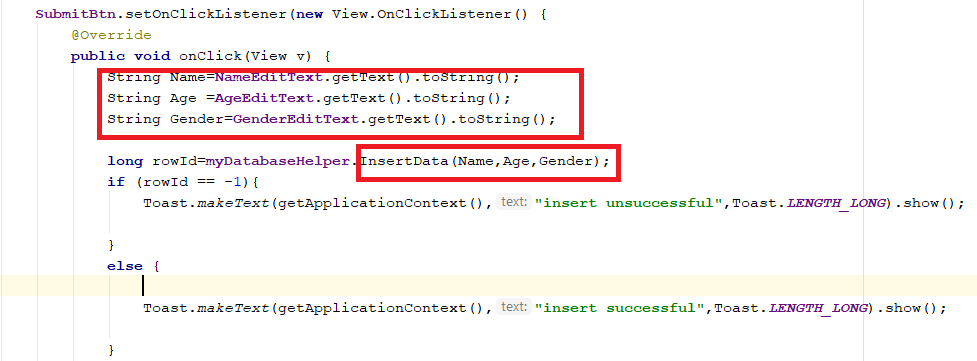 SubmitBtn.setOnClickListener(new View.OnClickListener() {
@Override
public void onClick(View v) {
String Name=NameEditText.getText().toString();
String Age =AgeEditText.getText().toString();
String Gender=GenderEditText.getText().toString();
long rowId=myDatabaseHelper.InsertData(Name,Age,Gender);
if (rowId == -1){
Toast.makeText(getApplicationContext(), text: "insert unsuccessful",Toast.LENGTH_LONG).show();
}
else {
Toast.makeText(getApplicationContext(), text: "insert successful",Toast.LENGTH_LONG).show();
}